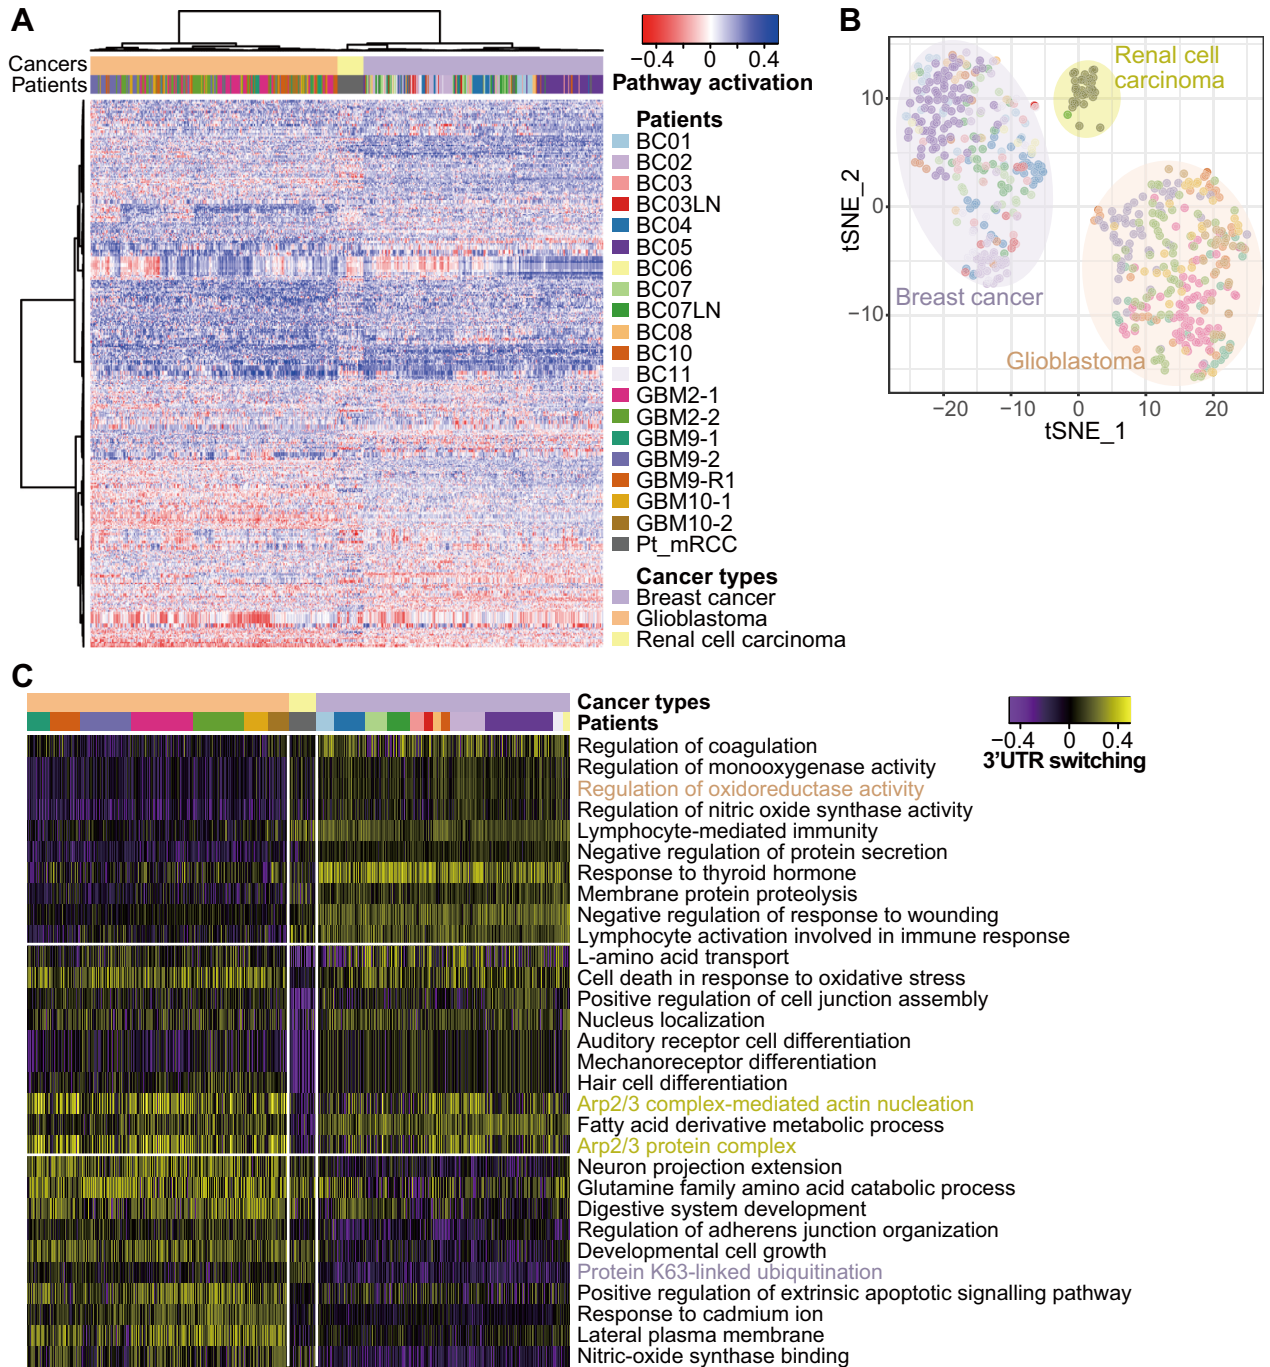 A
Cancers
Patients
−0.4 0 0.4
Pathway activation
Patients
BC01
BC02
BC03
BC03LN
BC04
BC05
BC06
BC07
BC07LN
BC08
BC10
BC11
GBM2-1
GBM2-2
GBM9-1
GBM9-2
GBM9-R1
GBM10-1
GBM10-2
Pt_mRCC
Cancer types
Breast cancer
Glioblastoma
Renal cell carcinoma
B
Renal cell
carcinoma
10
0
−10
tSNE_2
Breast cancer
Glioblastoma
−20 −10 0 10 20
tSNE_1
C
Cancer types
Patients
−0.4 0 0.4
3’UTR switching
Regulation of coagulation
Regulation of monooxygenase activity
Regulation of oxidoreductase activity
Regulation of nitric oxide synthase activity
Lymphocyte-mediated immunity
Negative regulation of protein secretion
Response to thyroid hormone
Membrane protein proteolysis
Negative regulation of response to wounding
Lymphocyte activation involved in immune response
L-amino acid transport
Cell death in response to oxidative stress
Positive regulation of cell junction assembly
Nucleus localization
Auditory receptor cell differentiation
Mechanoreceptor differentiation
Hair cell differentiation
Arp2/3 complex-mediated actin nucleation
Fatty acid derivative metabolic process
Arp2/3 protein complex
Neuron projection extension
Glutamine family amino acid catabolic process
Digestive system development
Regulation of adherens junction organization
Developmental cell growth
Protein K63-linked ubiquitination
Positive regulation of extrinsic apoptotic signalling pathway
Response to cadmium ion
Lateral plasma membrane
Nitric-oxide synthase binding